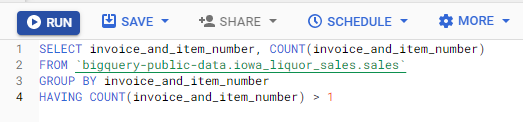 RUN SAVE SHARE SCHEDULE MORE
1 SELECT invoice_and_item_number, COUNT(invoice_and_item_number)
2 FROM `bigquery-public-data.iowa_liquor_sales.sales`
3 GROUP BY invoice_and_item_number
4 HAVING COUNT(invoice_and_item_number) > 1